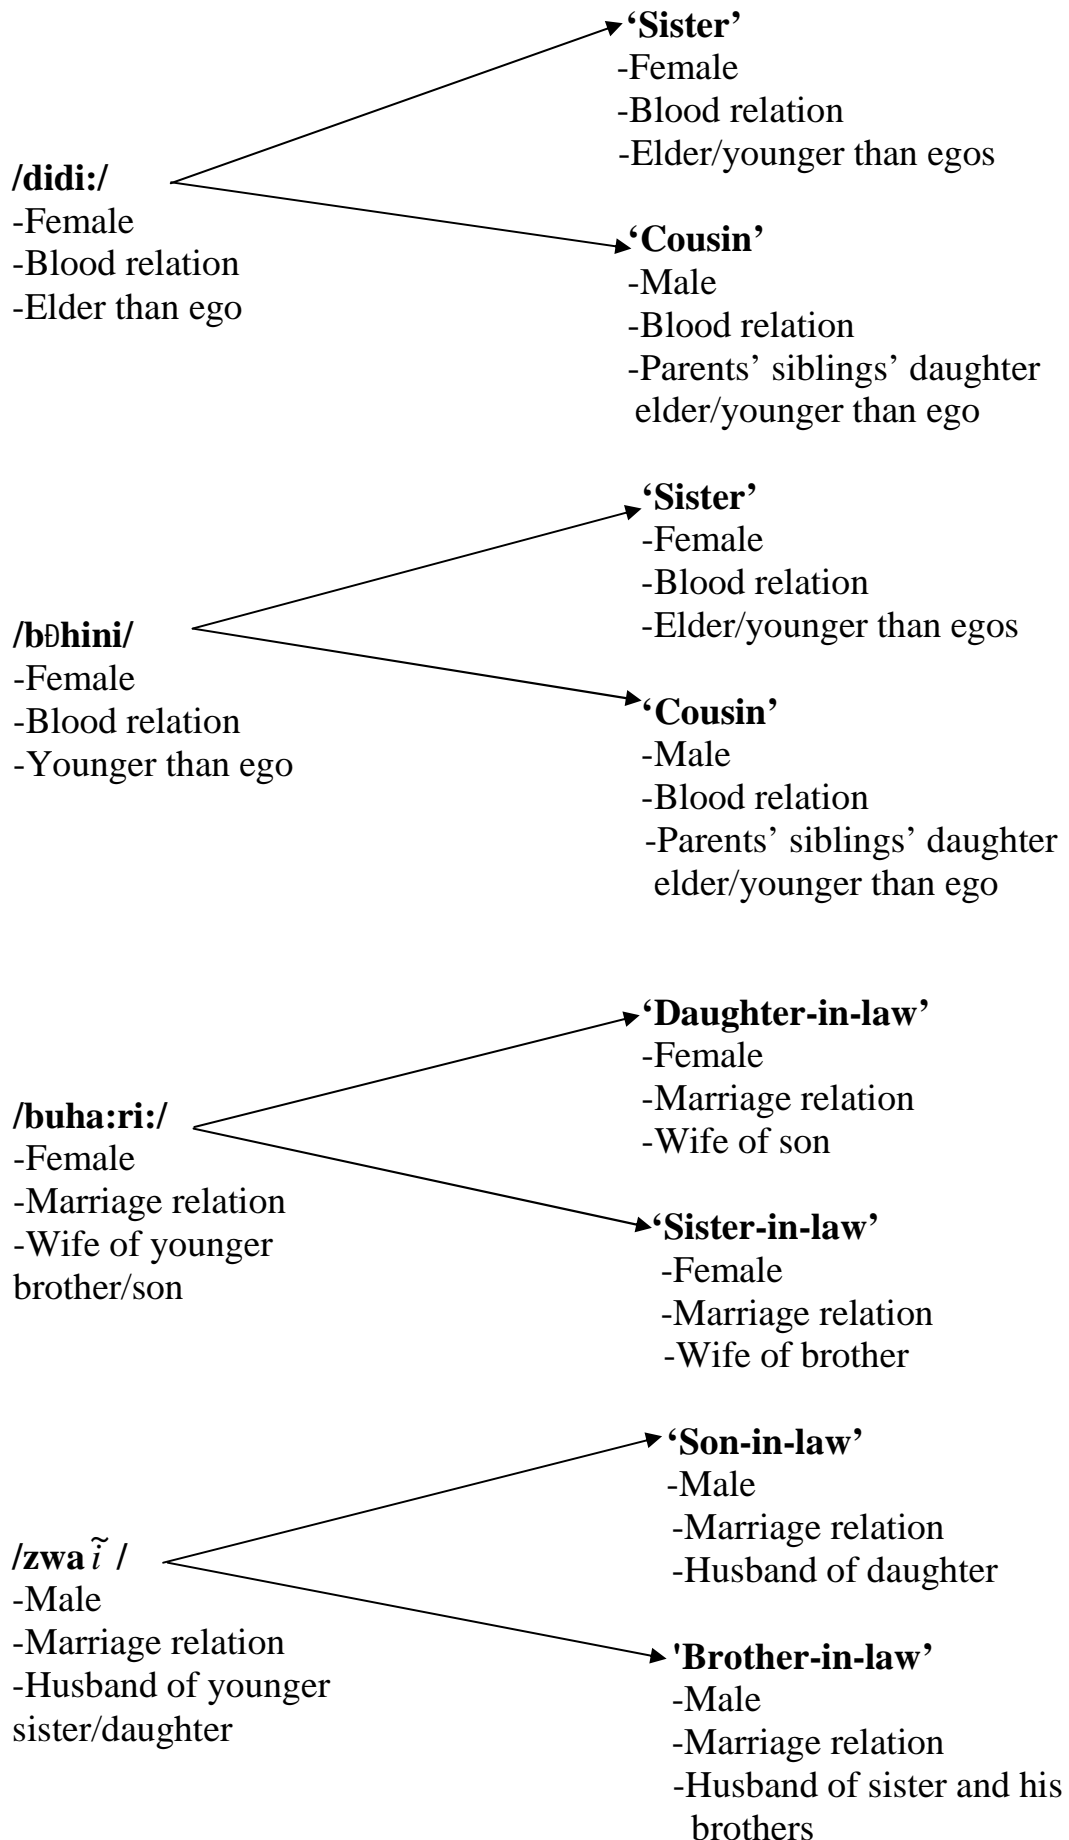 ‘Sister’
-Female
-Blood relation
-Elder/younger than egos
/didi:/
-Female
-Blood relation
-Elder than ego
‘Cousin’
-Male
-Blood relation
-Parents’ siblings’ daughter
elder/younger than ego
‘Sister’
-Female
-Blood relation
-Elder/younger than egos
/bÐhini/
-Female
-Blood relation
-Younger than ego
‘Cousin’
-Male
-Blood relation
-Parents’ siblings’ daughter
elder/younger than ego
‘Daughter-in-law’
-Female
-Marriage relation
-Wife of son
/buha:ri:/
-Female
-Marriage relation
-Wife of younger
brother/son
‘Sister-in-law’
-Female
-Marriage relation
-Wife of brother
‘Son-in-law’
-Male
-Marriage relation
-Husband of daughter
/zwa ĩ /
-Male
-Marriage relation
-Husband of younger
sister/daughter
'Brother-in-law’
-Male
-Marriage relation
-Husband of sister and his
brothers